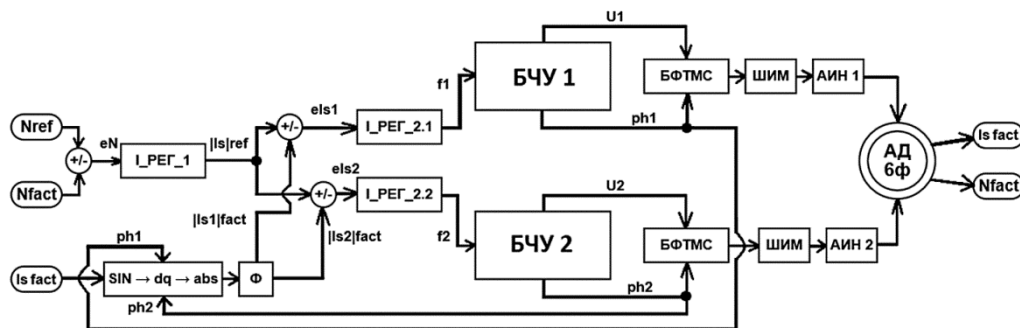 U1
БЧУ 1
f1
БФТМС
ШИМ
АИН 1
ph1
Nref
eN
|Is|ref
+/-
eIs1
I_РЕГ_2.1
+/-
I_РЕГ_1
Nfact
eIs2
+/-
I_РЕГ_2.2
АД
6ф
Is fact
Nfact
U2
|Is1|fact
|Is2|fact
f2
БЧУ 2
БФТМС
ШИМ
АИН 2
ph1
Is fact
SIN → dq → abs
Ф
ph2
ph2